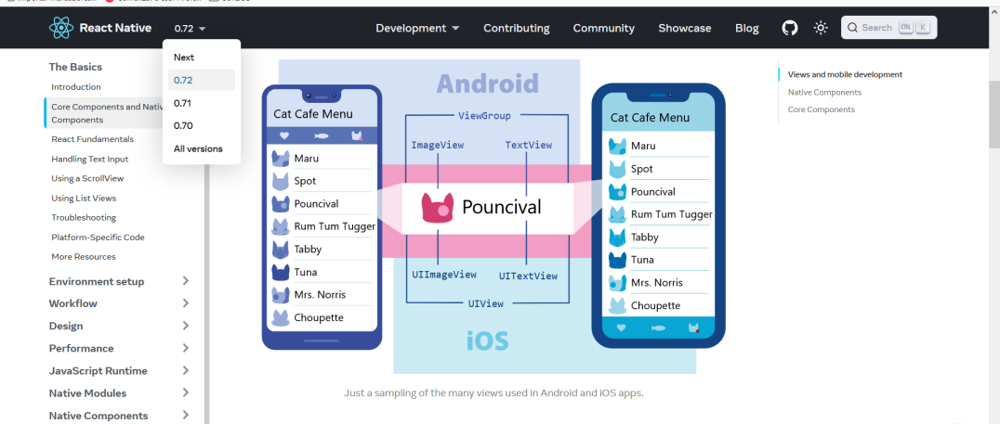 React Native
0.72
Development
Contributing
Community
Showcase
Blog
Search
CTRL K
Next
0.72
0.71
0.70
All versions
The Basics
Introduction
Core Components and Nativ
Components
React Fundamentals
Handling Text Input
Using a ScrollView
Using List Views
Troubleshooting
Platform-Specific Code
More Resources
Environment setup
Workflow
Design
Performance
JavaScript Runtime
Native Modules
Native Components
Android
ViewGroup
ImageView
TextView
Pouncival
UIImageView
UITextView
UIView
iOS
Cat Cafe Menu
Maru
Spot
Pouncival
Rum Tum Tugger
Tabby
Tuna
Mrs. Norris
Choupette
Cat Cafe Menu
Maru
Spot
Pouncival
Rum Tum Tugger
Tabby
Tuna
Mrs. Norris
Choupette
Just a sampling of the many views used in Android and iOS apps.
Views and mobile development
Native Components
Core Components